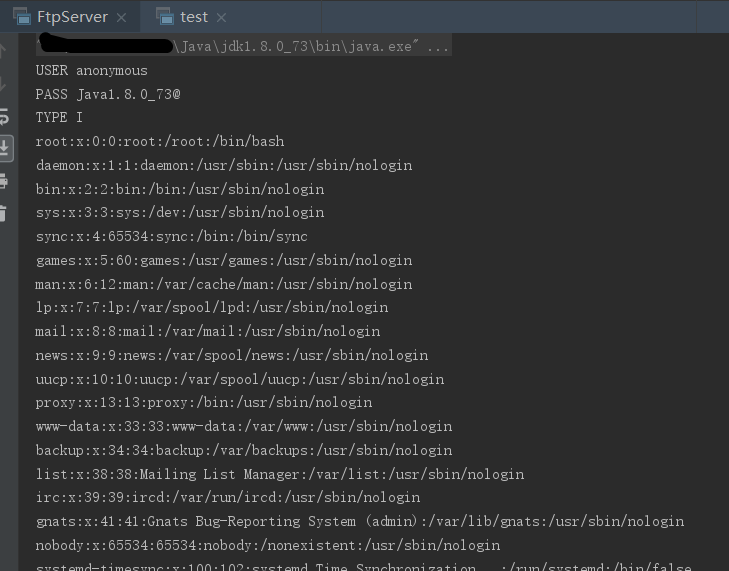 FtpServer
test
\Java\jdk1.8.0_73\bin\java.exe" ...
USER anonymous
PASS Java1.8.0_73@
TYPE I
root:x:0:0:root:/root:/bin/bash
daemon:x:1:1:daemon:/usr/sbin:/usr/sbin/nologin
bin:x:2:2:bin:/bin:/usr/sbin/nologin
sys:x:3:3:sys:/dev:/usr/sbin/nologin
sync:x:4:65534:sync:/bin:/bin/sync
games:x:5:60:games:/usr/games:/usr/sbin/nologin
man:x:6:12:man:/var/cache/man:/usr/sbin/nologin
lp:x:7:7:lp:/var/spool/lpd:/usr/sbin/nologin
mail:x:8:8:mail:/var/mail:/usr/sbin/nologin
news:x:9:9:news:/var/spool/news:/usr/sbin/nologin
uucp:x:10:10:uucp:/var/spool/uucp:/usr/sbin/nologin
proxy:x:13:13:proxy:/bin:/usr/sbin/nologin
www-data:x:33:33:www-data:/var/www:/usr/sbin/nologin
backup:x:34:34:backup:/var/backups:/usr/sbin/nologin
list:x:38:38:Mailing List Manager:/var/list:/usr/sbin/nologin
irc:x:39:39:ircd:/var/run/ircd:/usr/sbin/nologin
gnats:x:41:41:Gnats Bug-Reporting System (admin):/var/lib/gnats:/usr/sbin/nologin
nobody:x:65534:65534:nobody:/nonexistent:/usr/sbin/nologin
systemd-timesync:x:100:102:systemd Time Synchronization,,,:/run/systemd:/bin/false